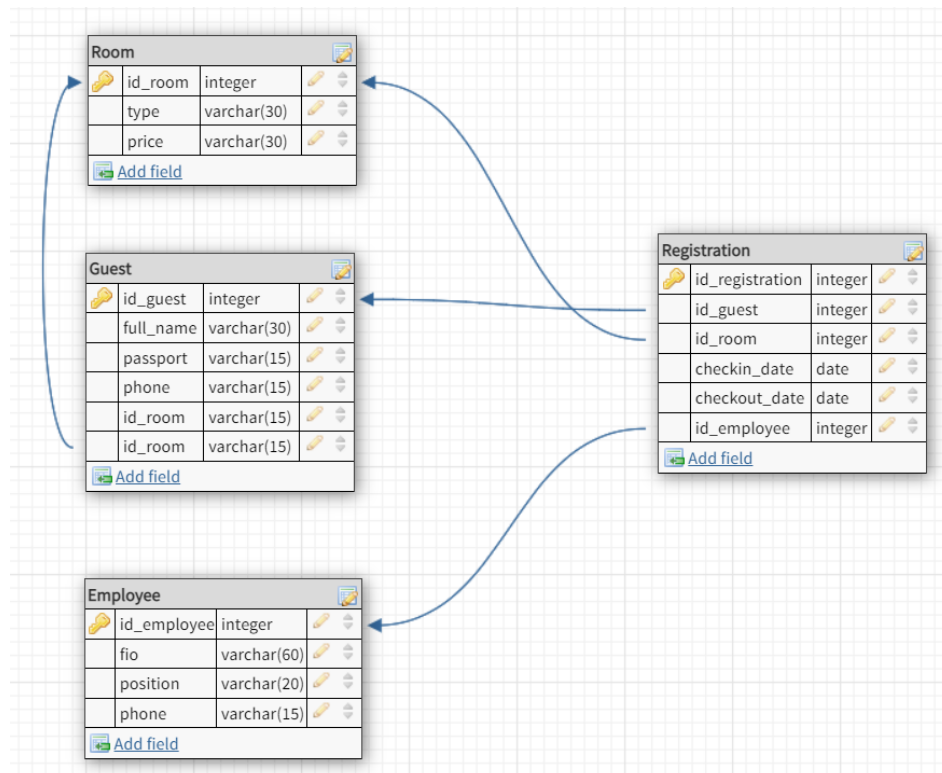 Room
id_room integer
type varchar(30)
price varchar(30)
Add field
Guest
id_guest integer
full_name varchar(30)
passport varchar(15)
phone varchar(15)
id_room varchar(15)
id_room varchar(15)
Add field
Registration
id_registration integer
id_guest integer
id_room integer
checkin_date date
checkout_date date
id_employee integer
Add field
Employee
id_employee integer
fio varchar(60)
position varchar(20)
phone varchar(15)
Add field